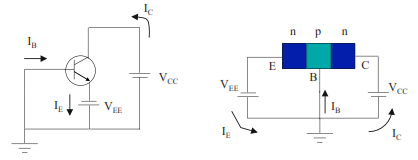 I_C
I_B
V_CC
I_E
V_EE
n p n
E
C
B
V_EE
V_CC
I_B
I_E
I_C